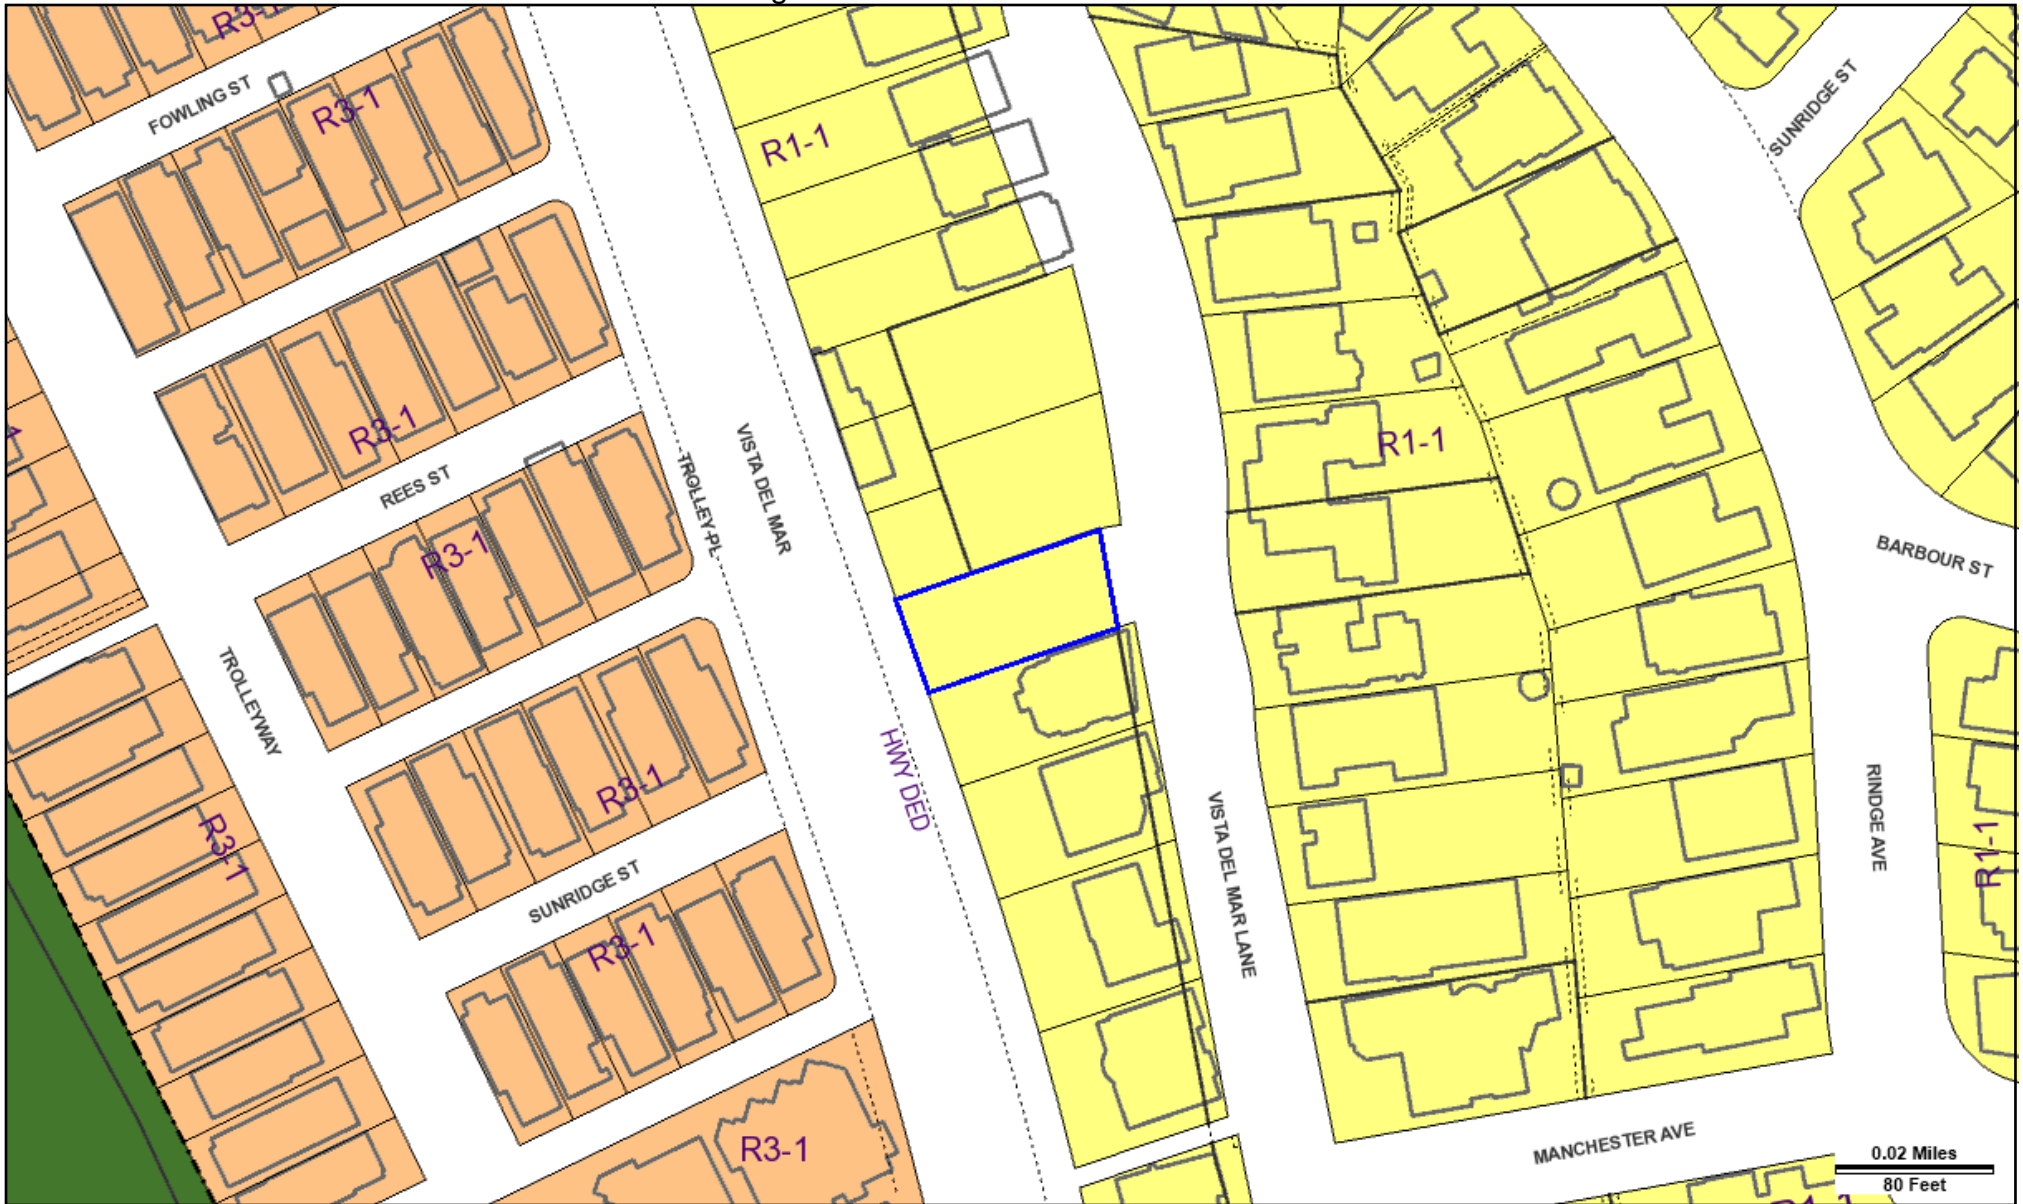 R3-1
FOWLING ST
R3-1
R1-1
SUNRIDGE ST
R3-1
REES ST
R3-1
TROLLEY PL
VISTA DEL MAR
R1-1
BARBOUR ST
TROLLEYWAY
HWY DED
R3-1
R3-1
SUNRIDGE ST
R3-1
VISTA DEL MAR LANE
RINDGE AVE
R1-1
R3-1
MANCHESTER AVE
0.02 Miles
80 Feet